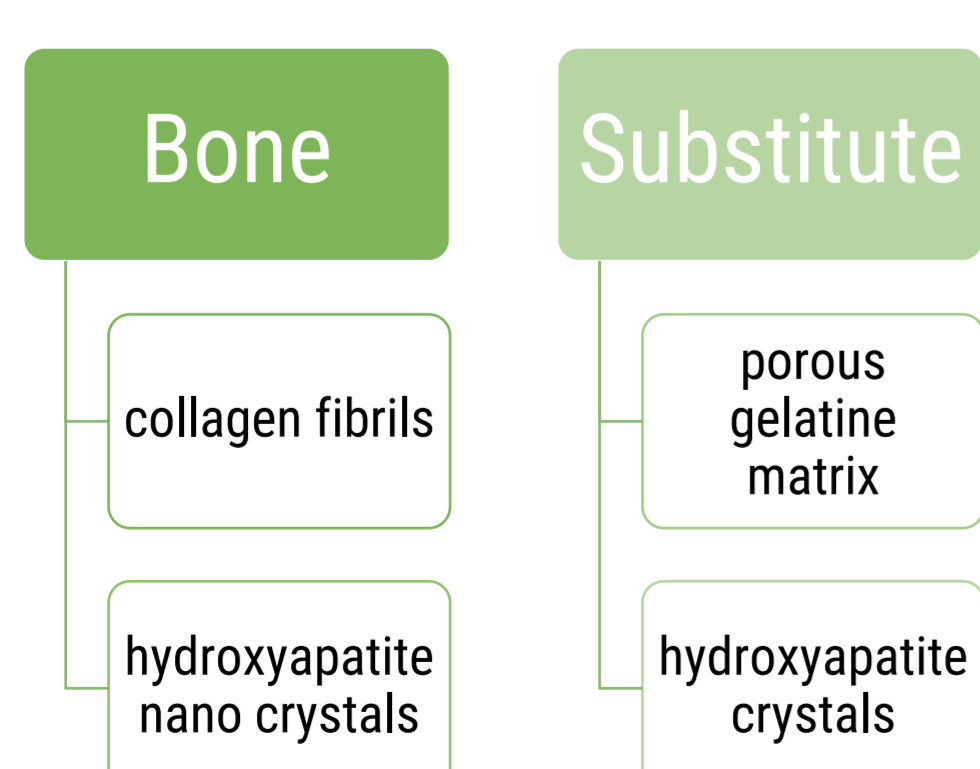 Bone
collagen fibrils
hydroxyapatite
nano crystals
Substitute
porous
gelatine
matrix
hydroxyapatite
crystals